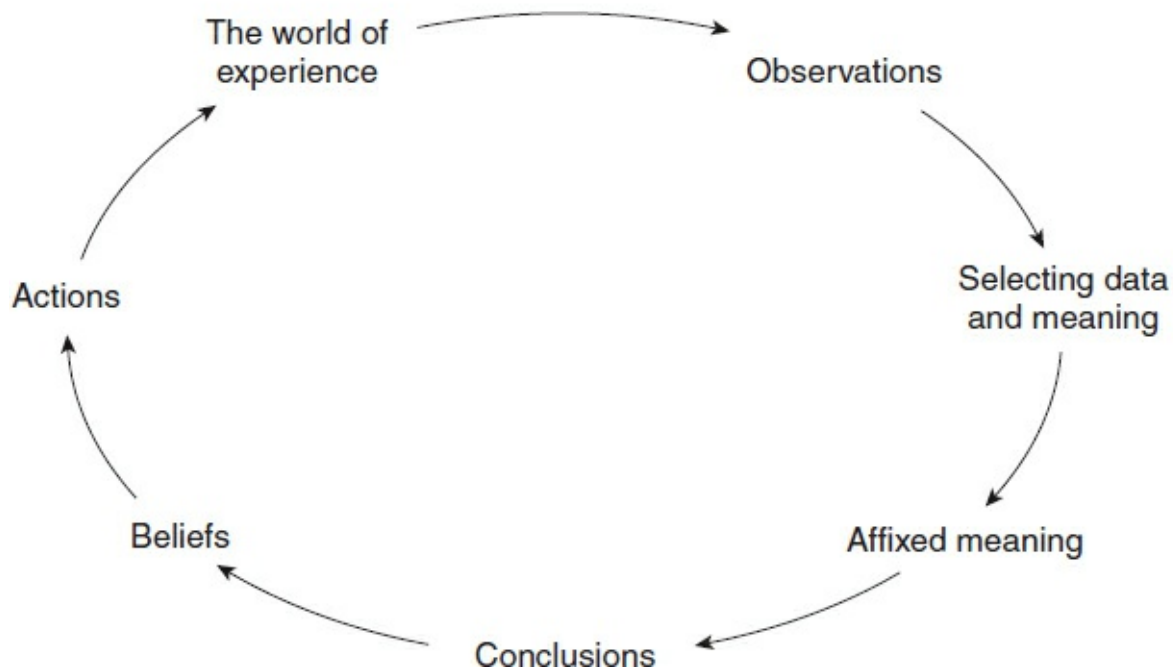 The world of
experience
Observations
Selecting data
and meaning
Affixed meaning
Conclusions
Beliefs
Actions